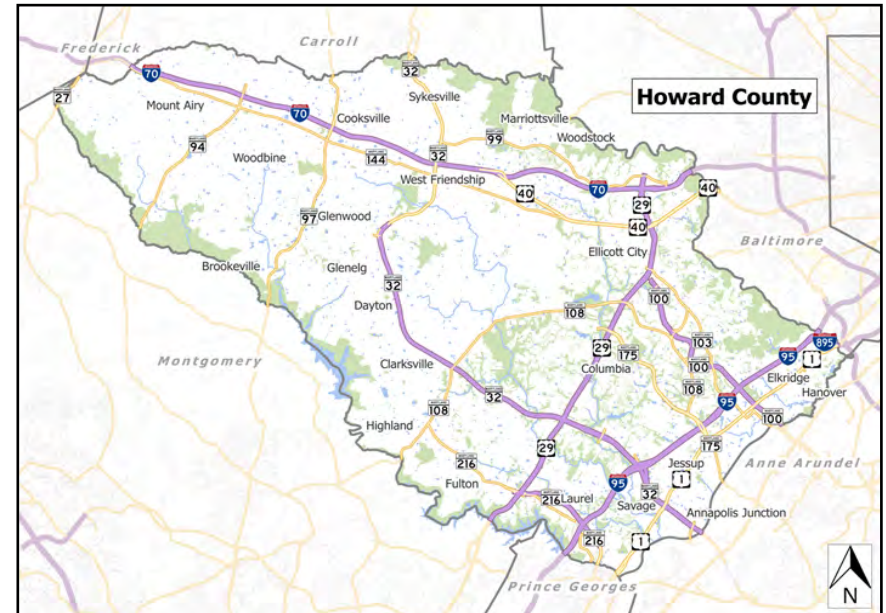 Frederick
Carroll
70
32
27
Mount Airy
70
Sykesville
Howard County
Cooksville
Marriottsville
94
99
Woodstock
Woodbine
144
32
West Friendship
70
40
40
29
97
Glenwood
40
Baltimore
Ellicott City
Brookeville
Glenelg
32
100
Dayton
108
103
895
29
175
95
1
Montgomery
Clarksville
Columbia
100
Elkridge
32
108
Hanover
Highland
108
95
100
29
175
216
Jessup
Anne Arundel
Fulton
95
1
216
Laurel
32
Savage
Annapolis Junction
216
1
Prince Georges
N